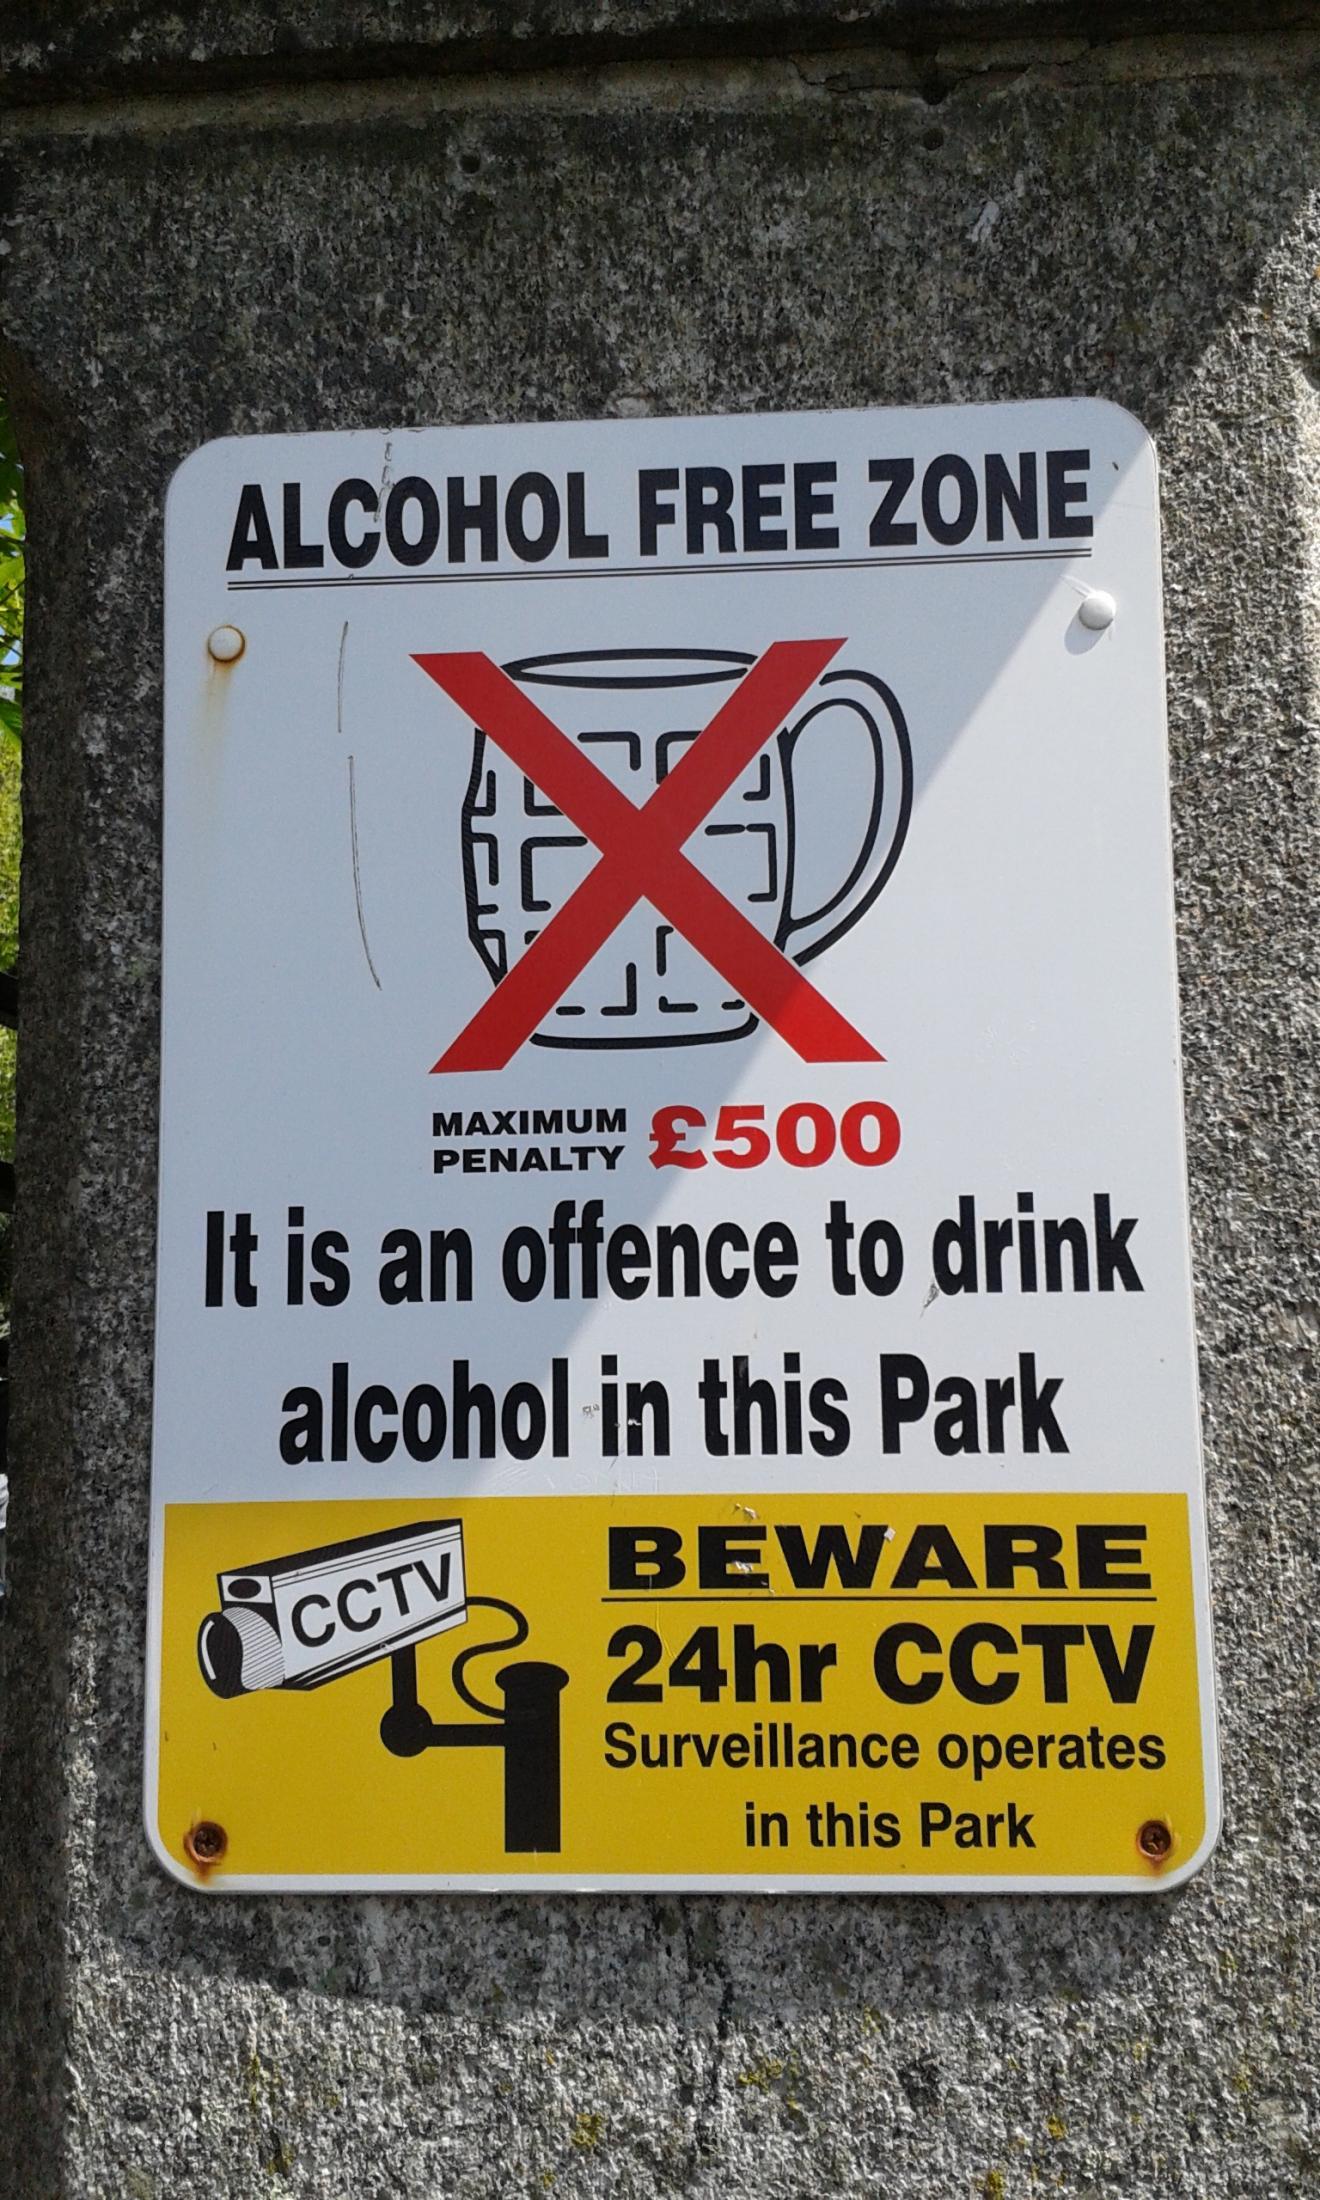 ALCOHOL FREE ZONE
MAXIMUM
PENALTY £500
It is an offence to drink
alcohol in this Park
CCTV
BEWARE
24hr CCTV
Surveillance operates
in this Park